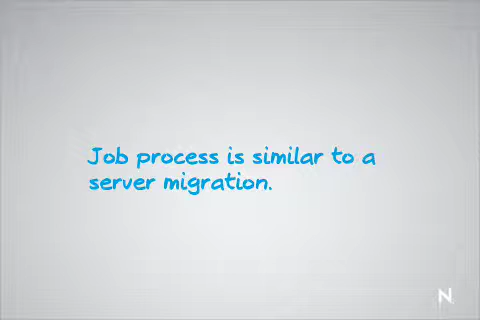 Job process is similar to a
server migration.
N